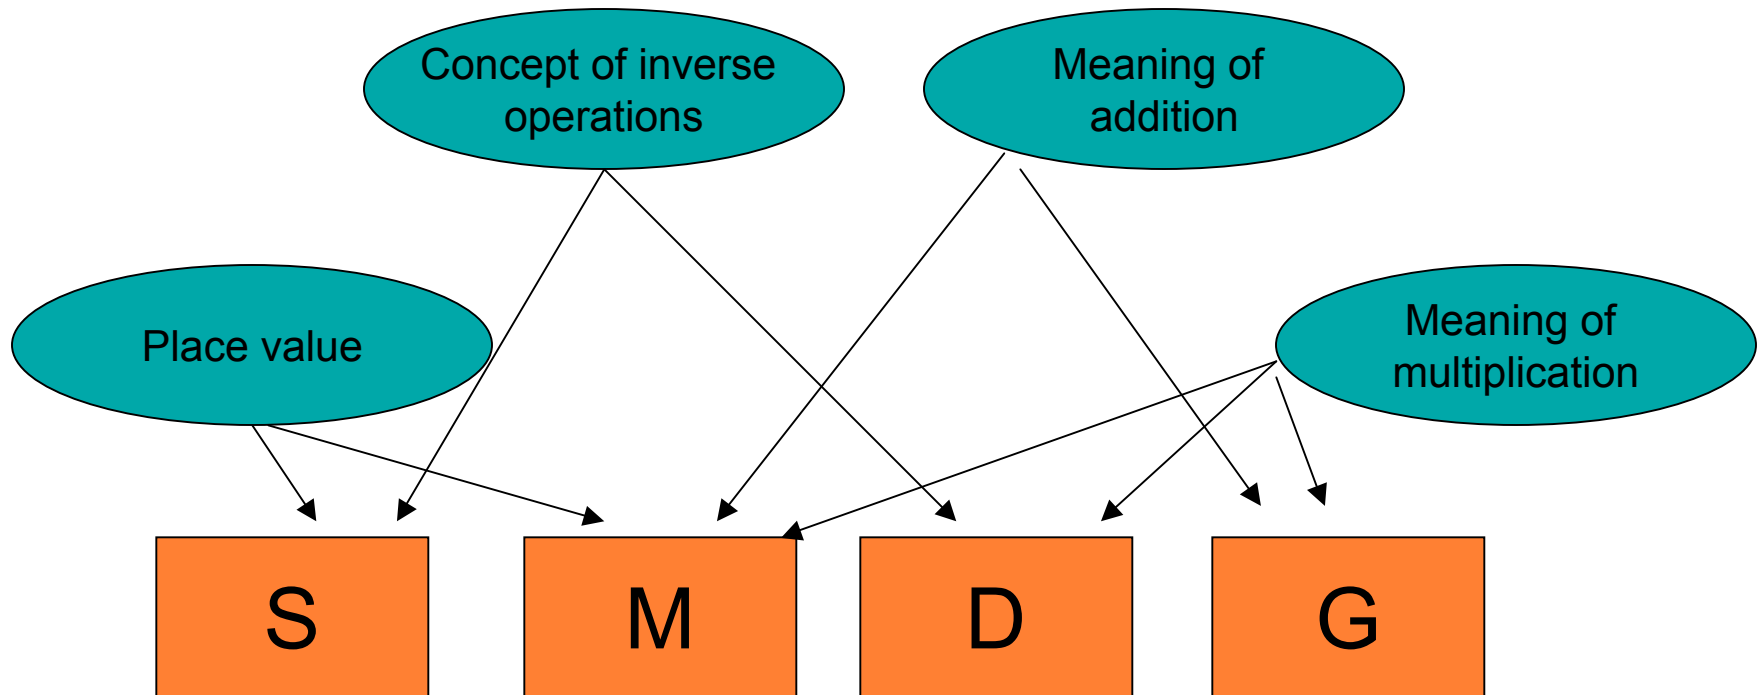 Concept of inverse
operations
Meaning of
addition
Place value
Meaning of
multiplication
S
M
D
G